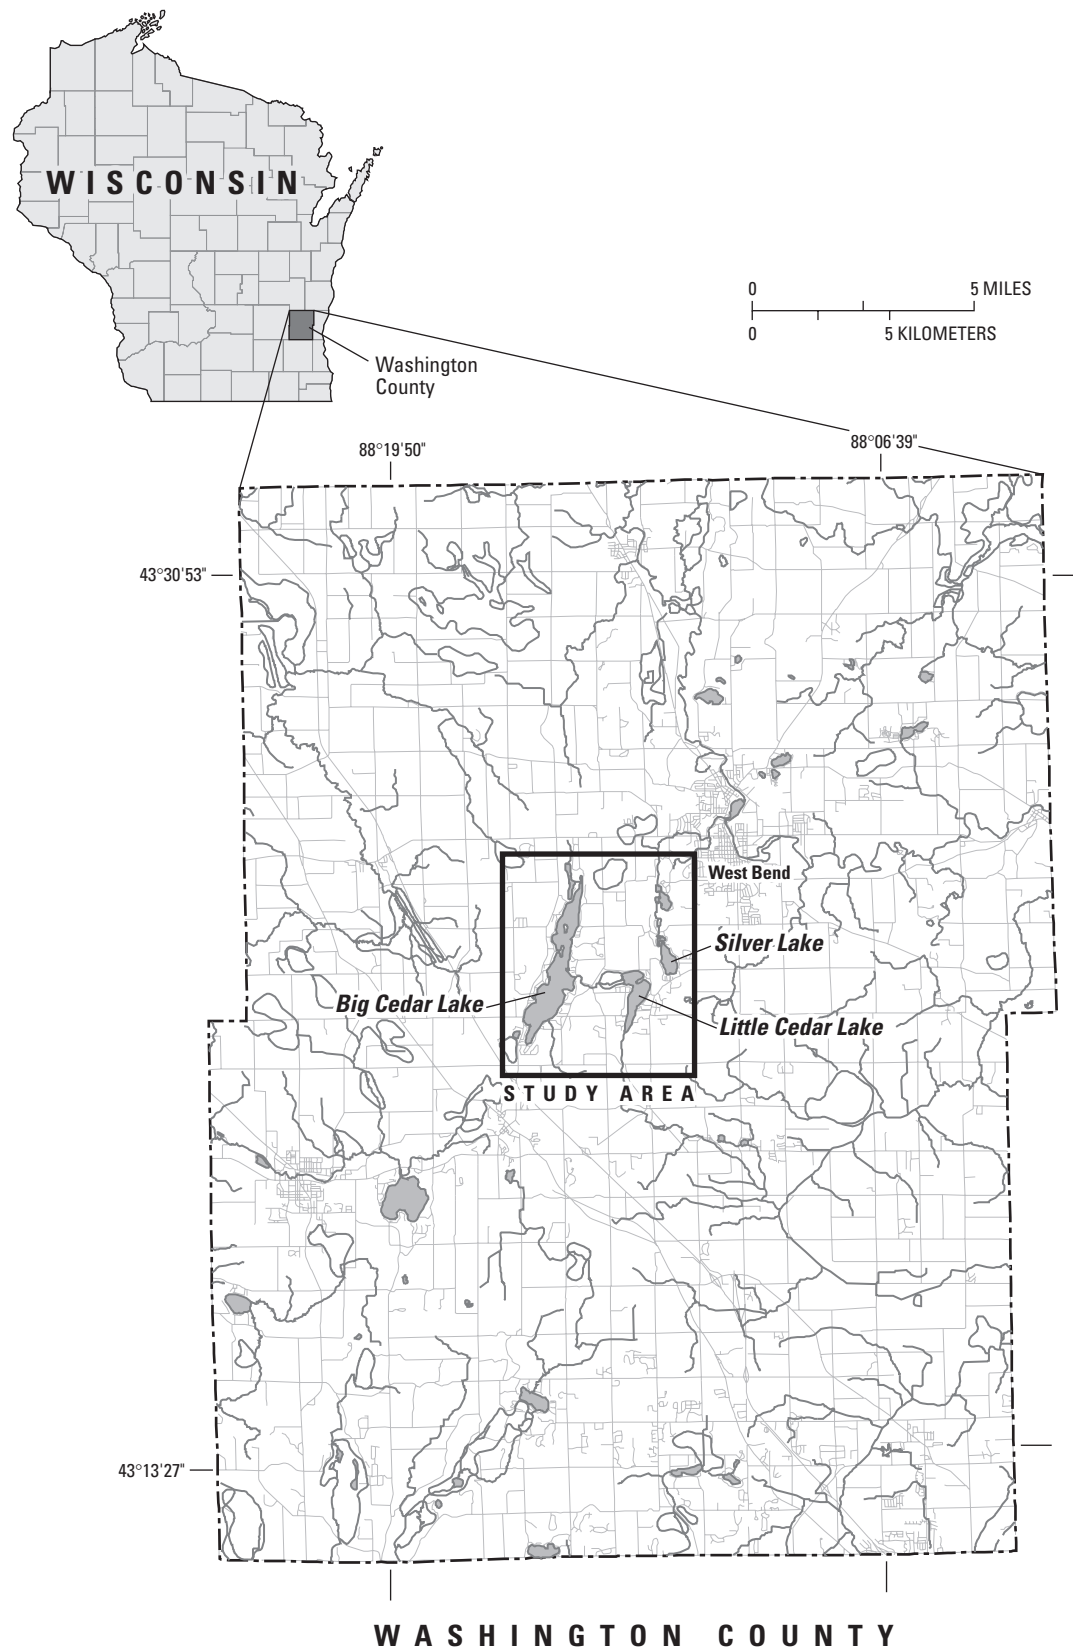 WISCONSIN
0 5 MILES
0 5 KILOMETERS
Washington
County
88°19'50"
88°06'39"
43°30'53"
West Bend
Silver Lake
Big Cedar Lake
Little Cedar Lake
STUDY AREA
43°13'27"
WASHINGTON COUNTY